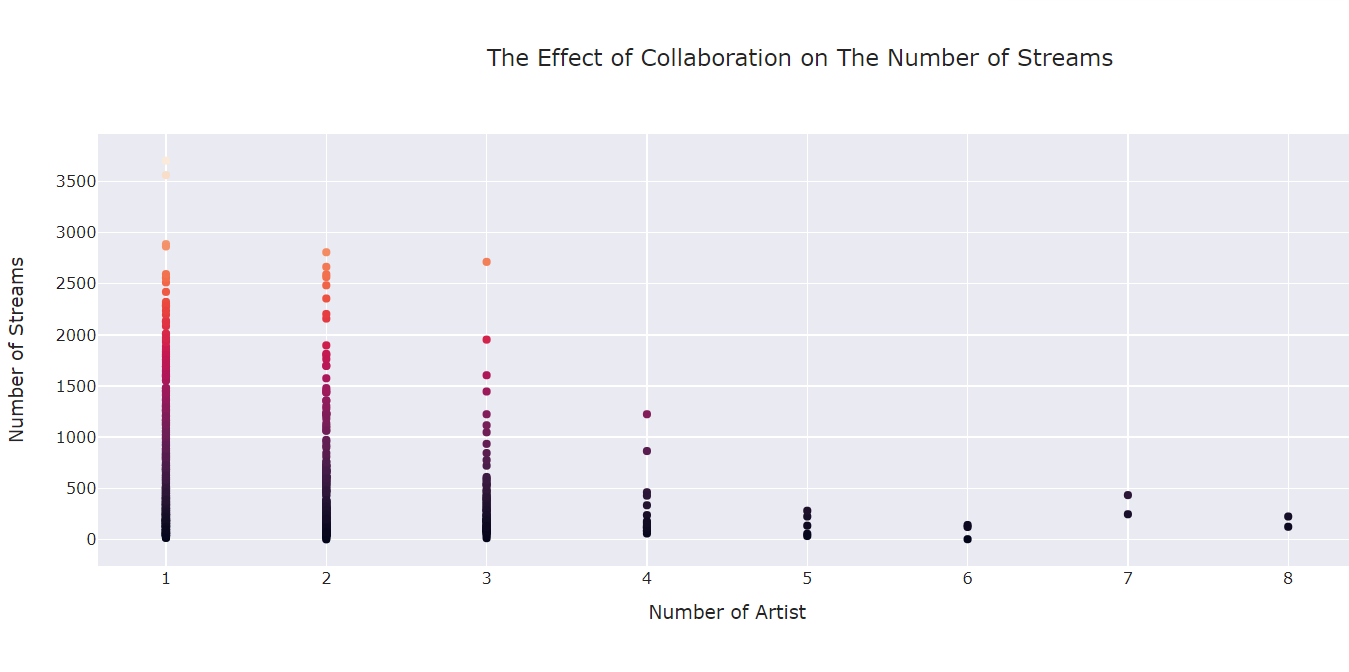 The Effect of Collaboration on The Number of Streams
Number of Streams
3500
3000
2500
2000
1500
1000
500
0
1 2 3 4 5 6 7 8
Number of Artist